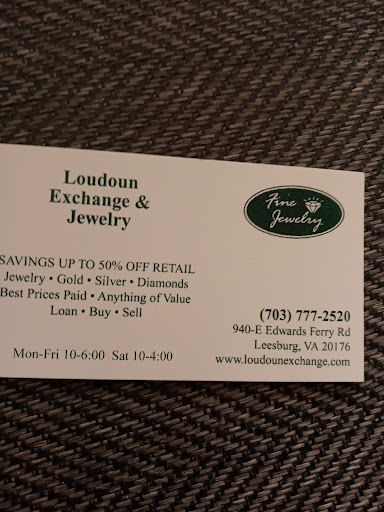 Loudoun
Exchange &
Jewelry
Fine
Jewelry
SAVINGS UP TO 50% OFF RETAIL
Jewelry • Gold • Silver • Diamonds
Best Prices Paid • Anything of Value
Loan • Buy • Sell
Mon-Fri 10-6:00 Sat 10-4:00
(703) 777-2520
940-E Edwards Ferry Rd
Leesburg, VA 20176
www.loudounexchange.com